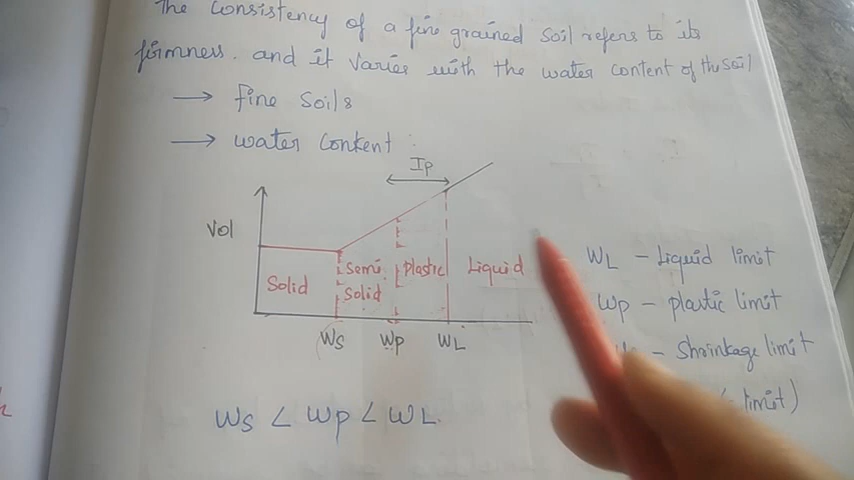 The Consistency of a fine grained soil refers to its
firmness. and it varies with the water content of the soil
→ fine soils
→ water content :
Ip
Vol
Solid
Semi Solid
Plastic
Liquid
Ws Wp WL
WL - Liquid limit
Wp - plastic limit
- Shrinkage limit
limit)
Ws < Wp < WL